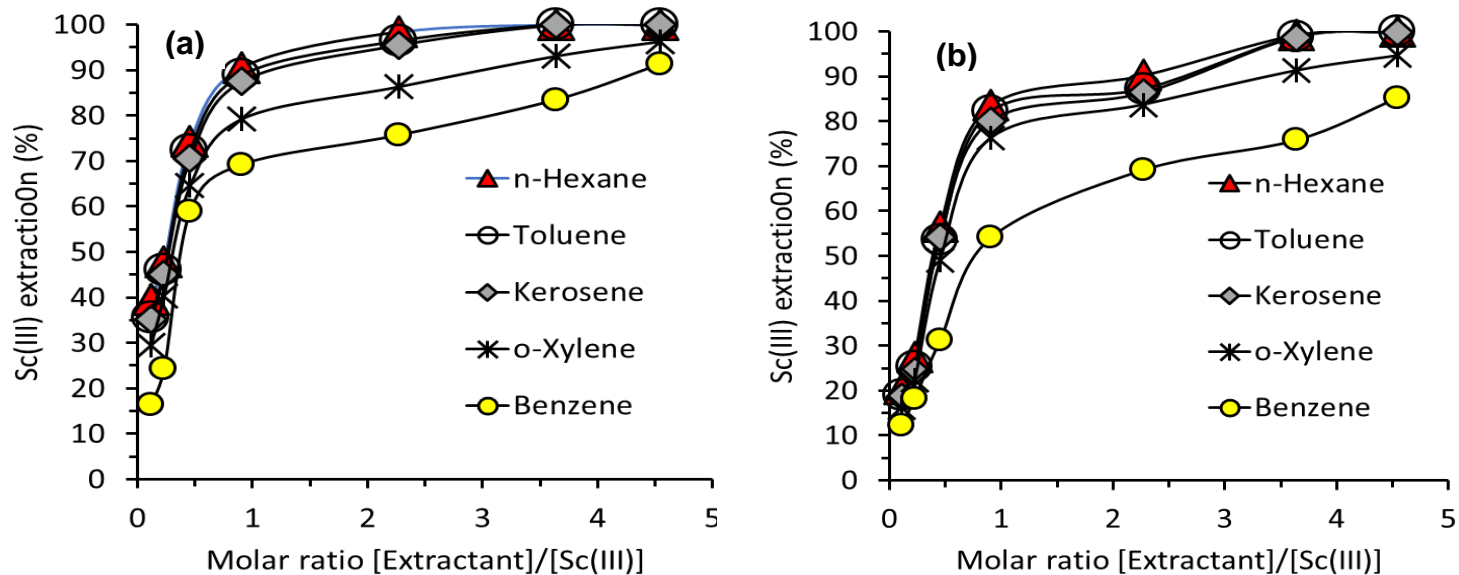 (a)
Sc(III) extractio0n (%)
100
90
80
70
60
50
40
30
20
10
0
n-Hexane
Toluene
Kerosene
o-Xylene
Benzene
0 1 2 3 4 5
Molar ratio [Extractant]/[Sc(III)]
(b)
Sc(III) extractio0n (%)
100
90
80
70
60
50
40
30
20
10
0
n-Hexane
Toluene
Kerosene
o-Xylene
Benzene
0 1 2 3 4 5
Molar ratio [Extractant]/[Sc(III)]